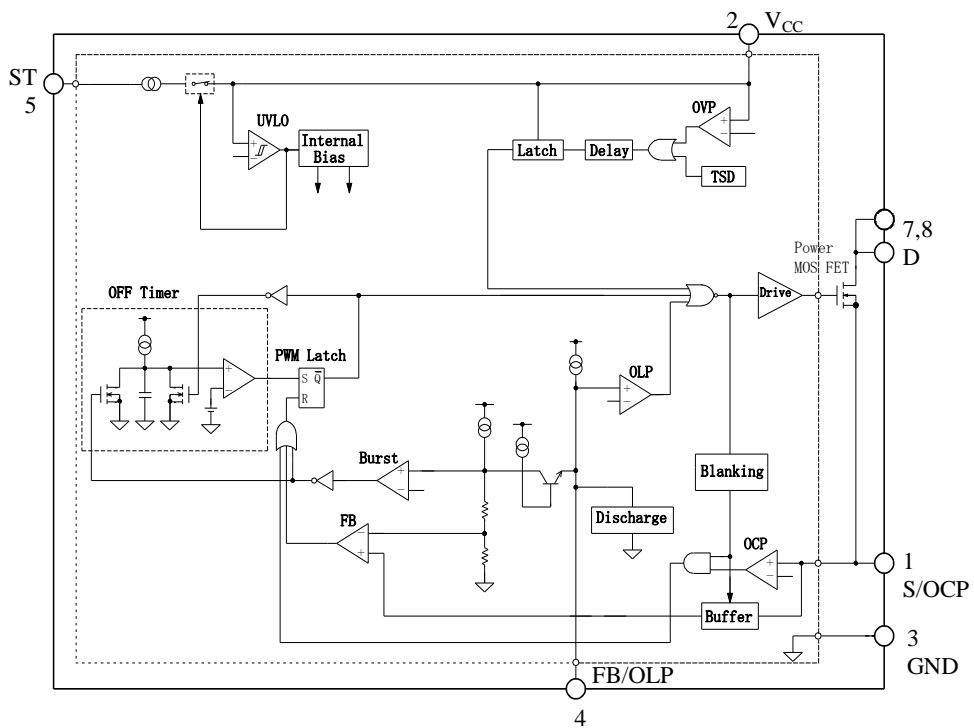 2 V_CC
ST
5
OVP
UVLO
Internal
Bias
Latch
Delay
TSD
7,8
D
Power
MOS FET
Drive
OFF Timer
PWM Latch
S Q̅
R
OLP
Burst
Blanking
FB
Discharge
OCP
1
S/OCP
Buffer
3
GND
FB/OLP
4
+
−
+
−
+
−
+
−
+
−
−
+
+
−